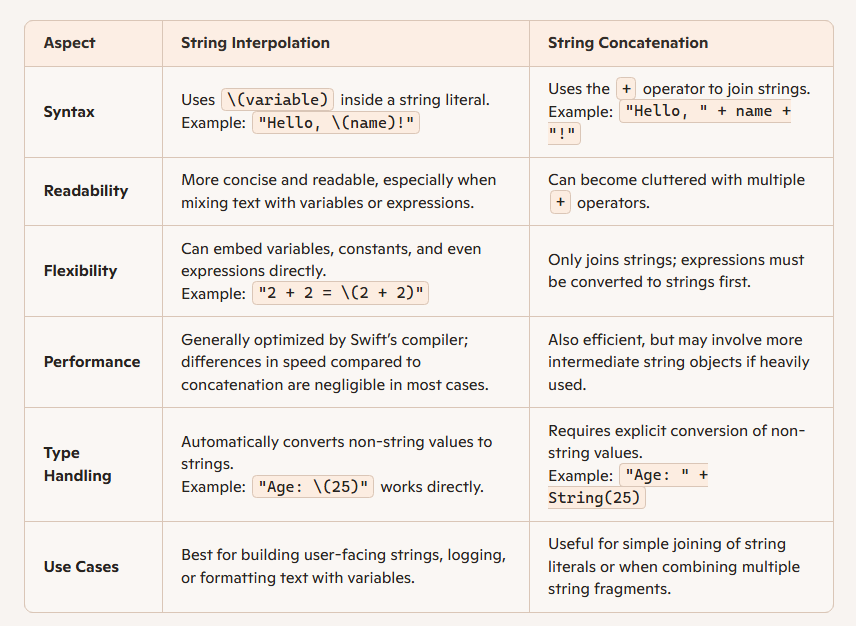 Aspect
String Interpolation
String Concatenation
Syntax
Uses \(variable) inside a string literal.
Example: "Hello, \(name)!"
Uses the + operator to join strings.
Example: "Hello, " + name +
"!"
Readability
More concise and readable, especially when
mixing text with variables or expressions.
Can become cluttered with multiple
+ operators.
Flexibility
Can embed variables, constants, and even
expressions directly.
Example: "2 + 2 = \(2 + 2)"
Only joins strings; expressions must
be converted to strings first.
Performance
Generally optimized by Swift's compiler;
differences in speed compared to
concatenation are negligible in most cases.
Also efficient, but may involve more
intermediate string objects if heavily
used.
Type
Handling
Automatically converts non-string values to
strings.
Example: "Age: \(25)" works directly.
Requires explicit conversion of non-
string values.
Example: "Age: " +
String(25)
Use Cases
Best for building user-facing strings, logging,
or formatting text with variables.
Useful for simple joining of string
literals or when combining multiple
string fragments.